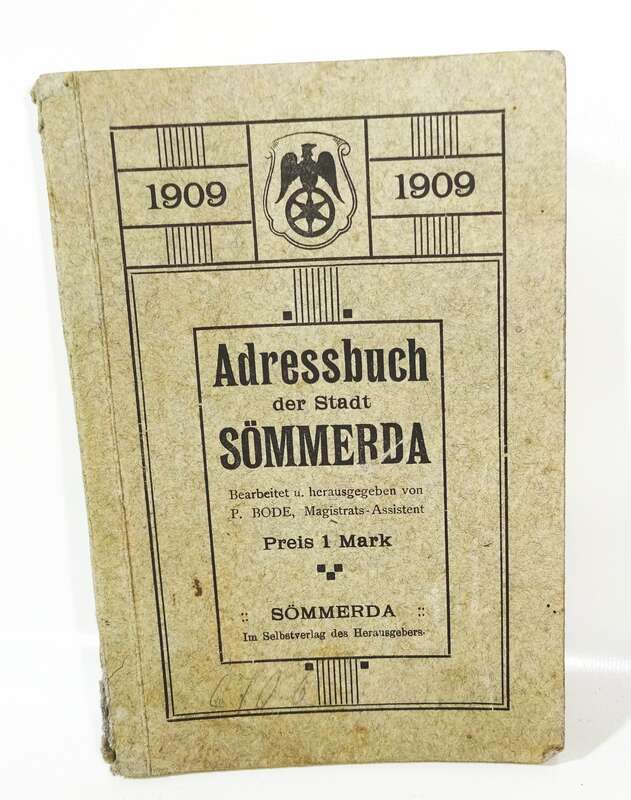 1909
1909
Adressbuch
der Stadt
SÖMMERDA
Bearbeitet u. herausgegeben von
P. BODE, Magistrats-Assistent
Preis 1 Mark
:: SÖMMERDA ::
Im Selbstverlag des Herausgebers.